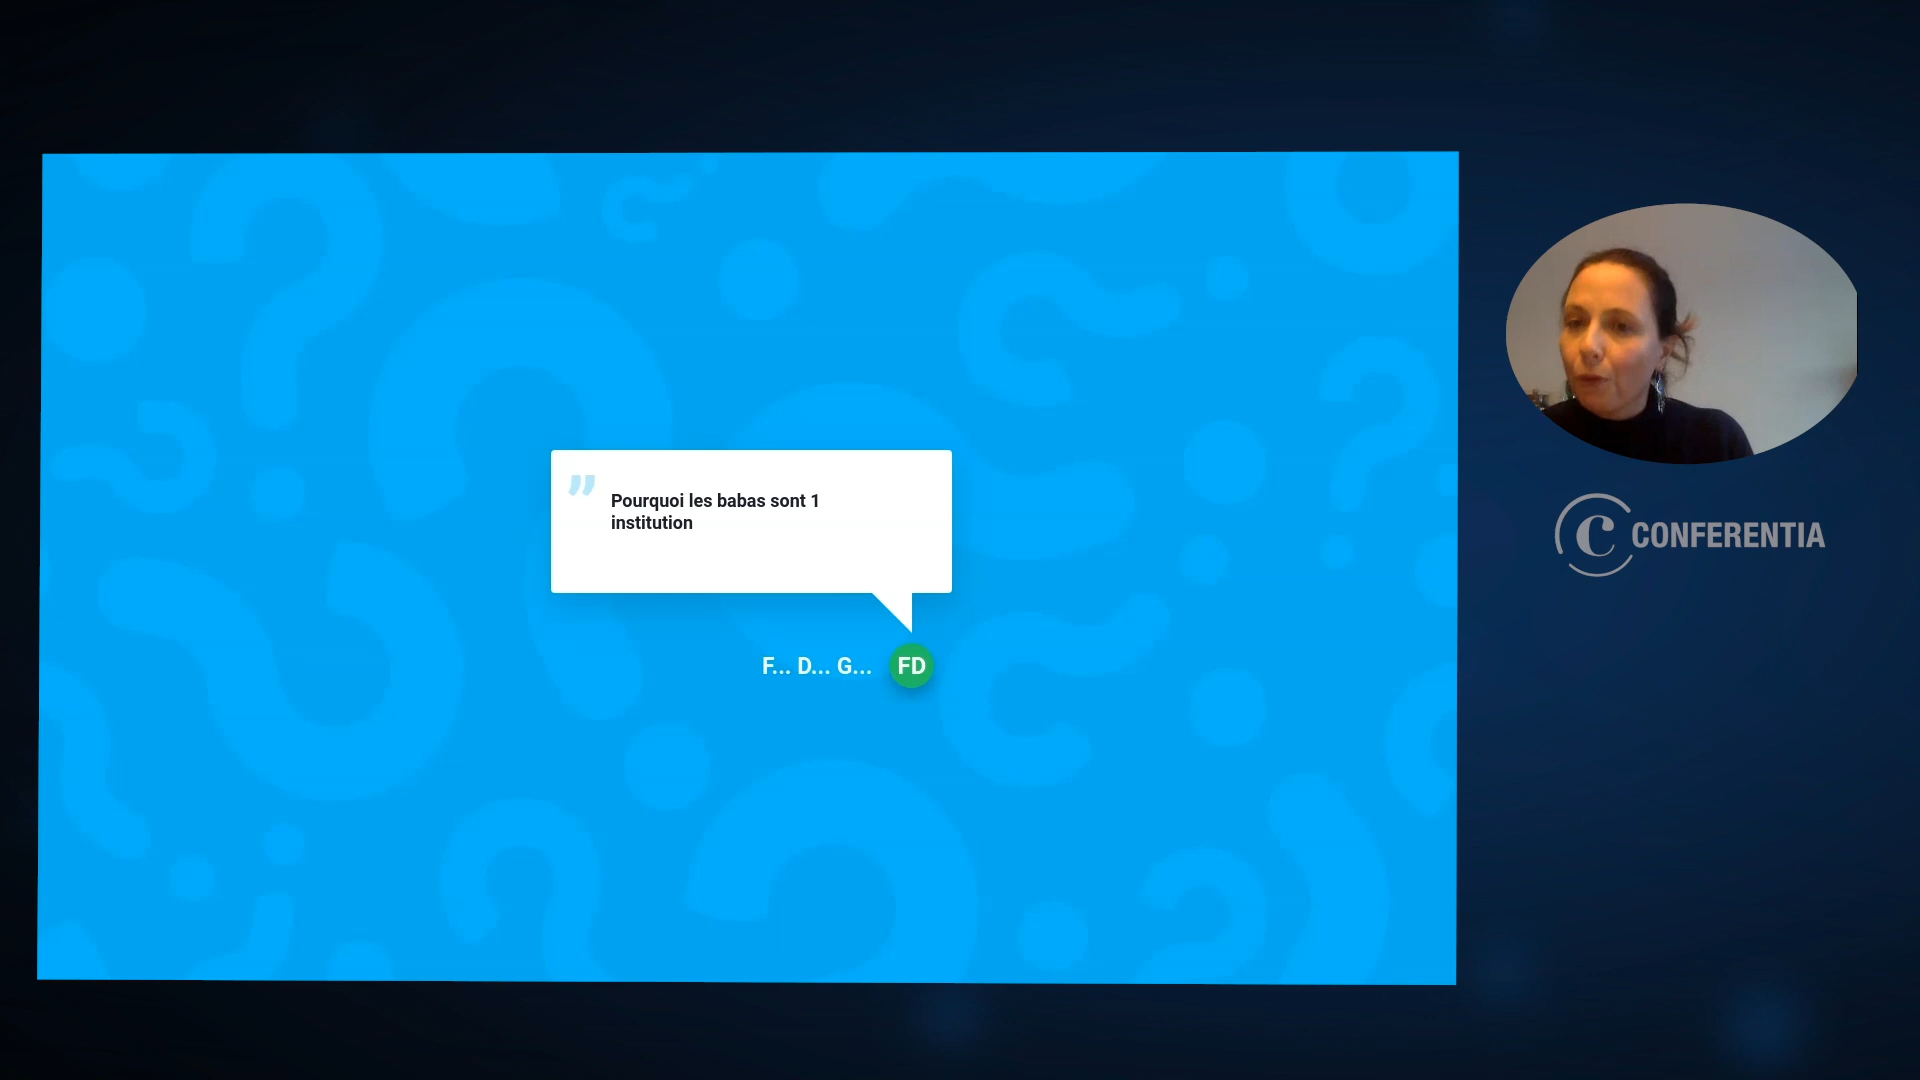 Pourquoi les babas sont 1
institution
F... D... G...
FD
C CONFERENTIA